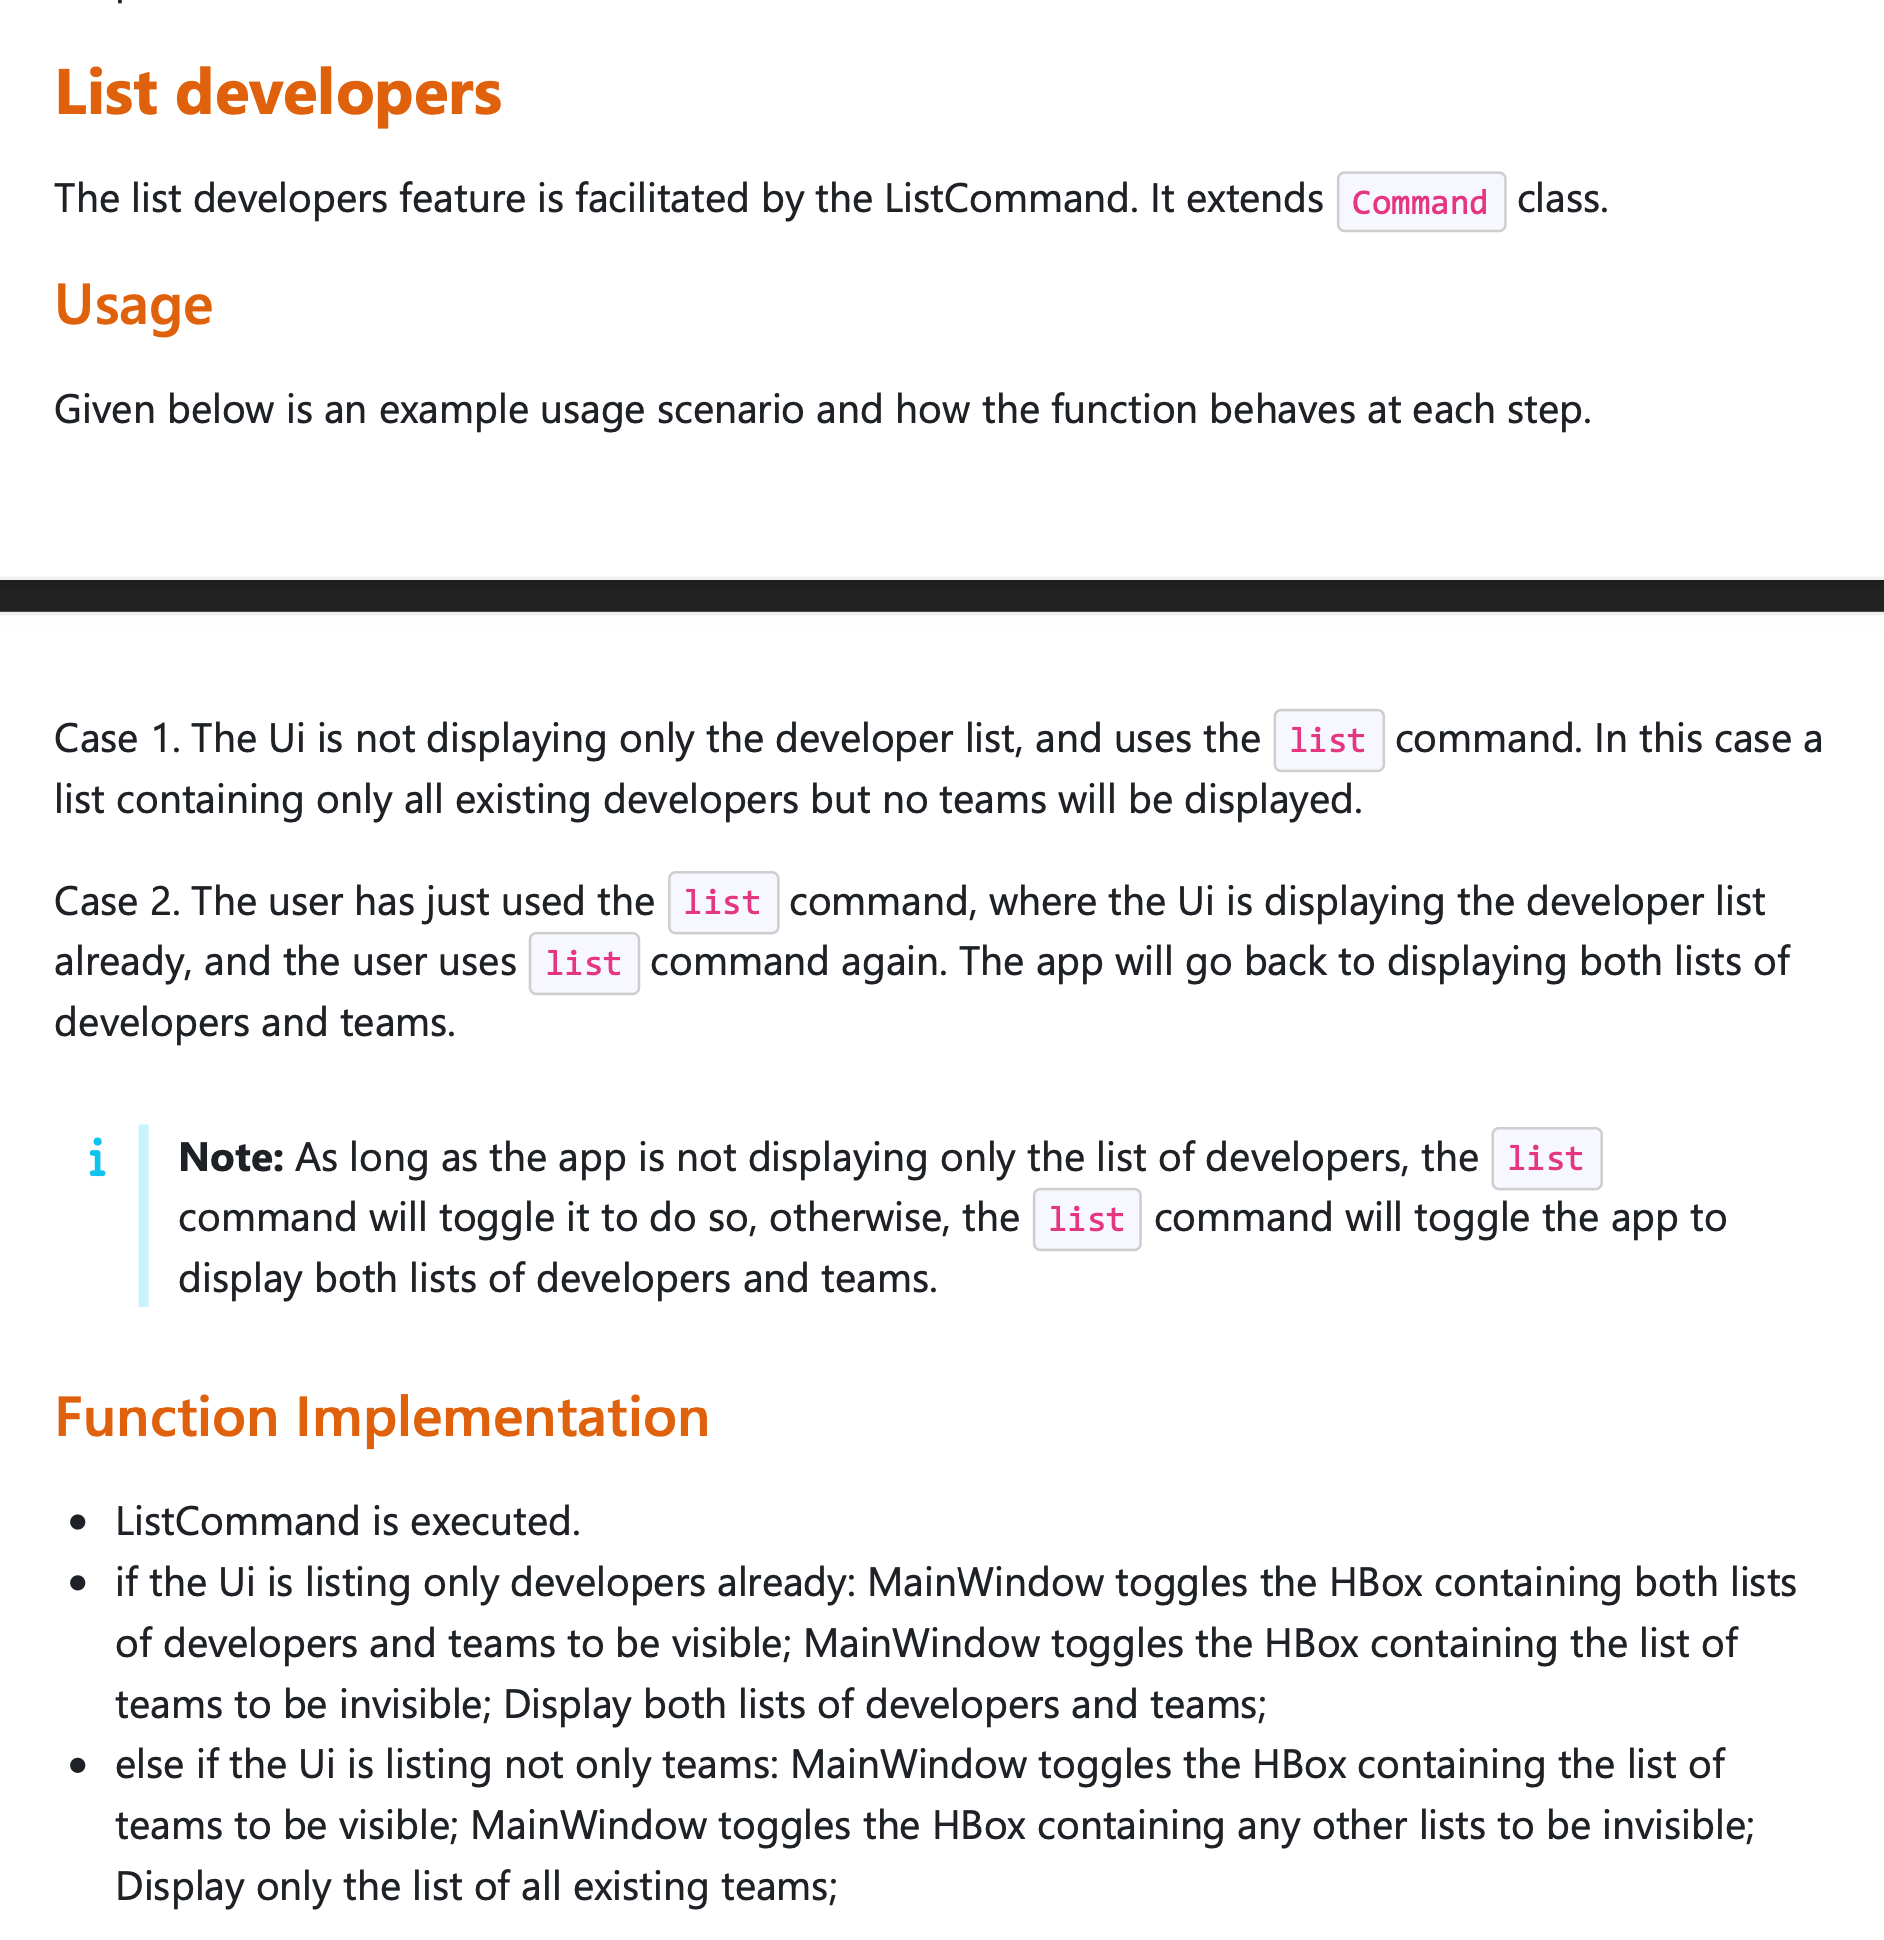 List developers
The list developers feature is facilitated by the ListCommand. It extends Command class.
Usage
Given below is an example usage scenario and how the function behaves at each step.
Case 1. The Ui is not displaying only the developer list, and uses the list command. In this case a
list containing only all existing developers but no teams will be displayed.
Case 2. The user has just used the list command, where the Ui is displaying the developer list
already, and the user uses list command again. The app will go back to displaying both lists of
developers and teams.
Note: As long as the app is not displaying only the list of developers, the list
command will toggle it to do so, otherwise, the list command will toggle the app to
display both lists of developers and teams.
Function Implementation
• ListCommand is executed.
• if the Ui is listing only developers already: MainWindow toggles the HBox containing both lists
of developers and teams to be visible; MainWindow toggles the HBox containing the list of
teams to be invisible; Display both lists of developers and teams;
• else if the Ui is listing not only teams: MainWindow toggles the HBox containing the list of
teams to be visible; MainWindow toggles the HBox containing any other lists to be invisible;
Display only the list of all existing teams;